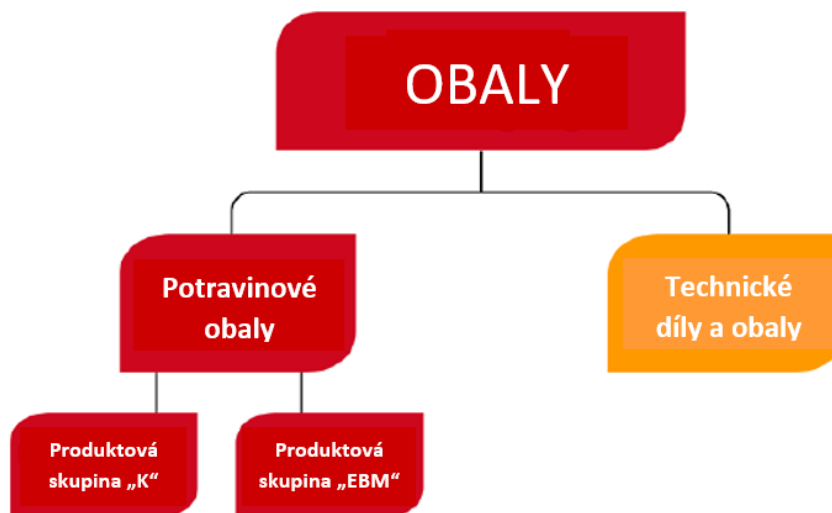 OBALY
Potravinové
obaly
Technické
díly a obaly
Produktová
skupina „K“
Produktová
skupina „EBM“